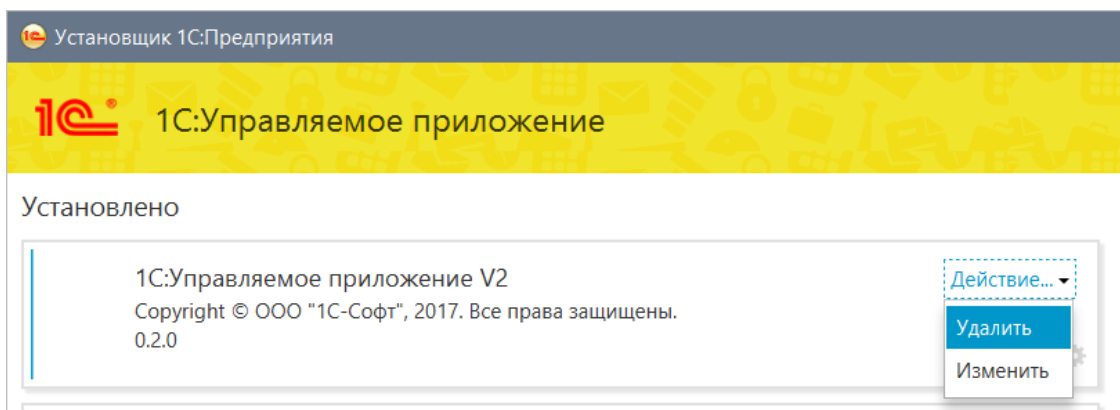 Установщик 1С:Предприятия
1С® 1С:Управляемое приложение
Установлено
1С:Управляемое приложение V2
Действие...
Copyright © ООО "1С-Софт", 2017. Все права защищены.
0.2.0
Удалить
Изменить